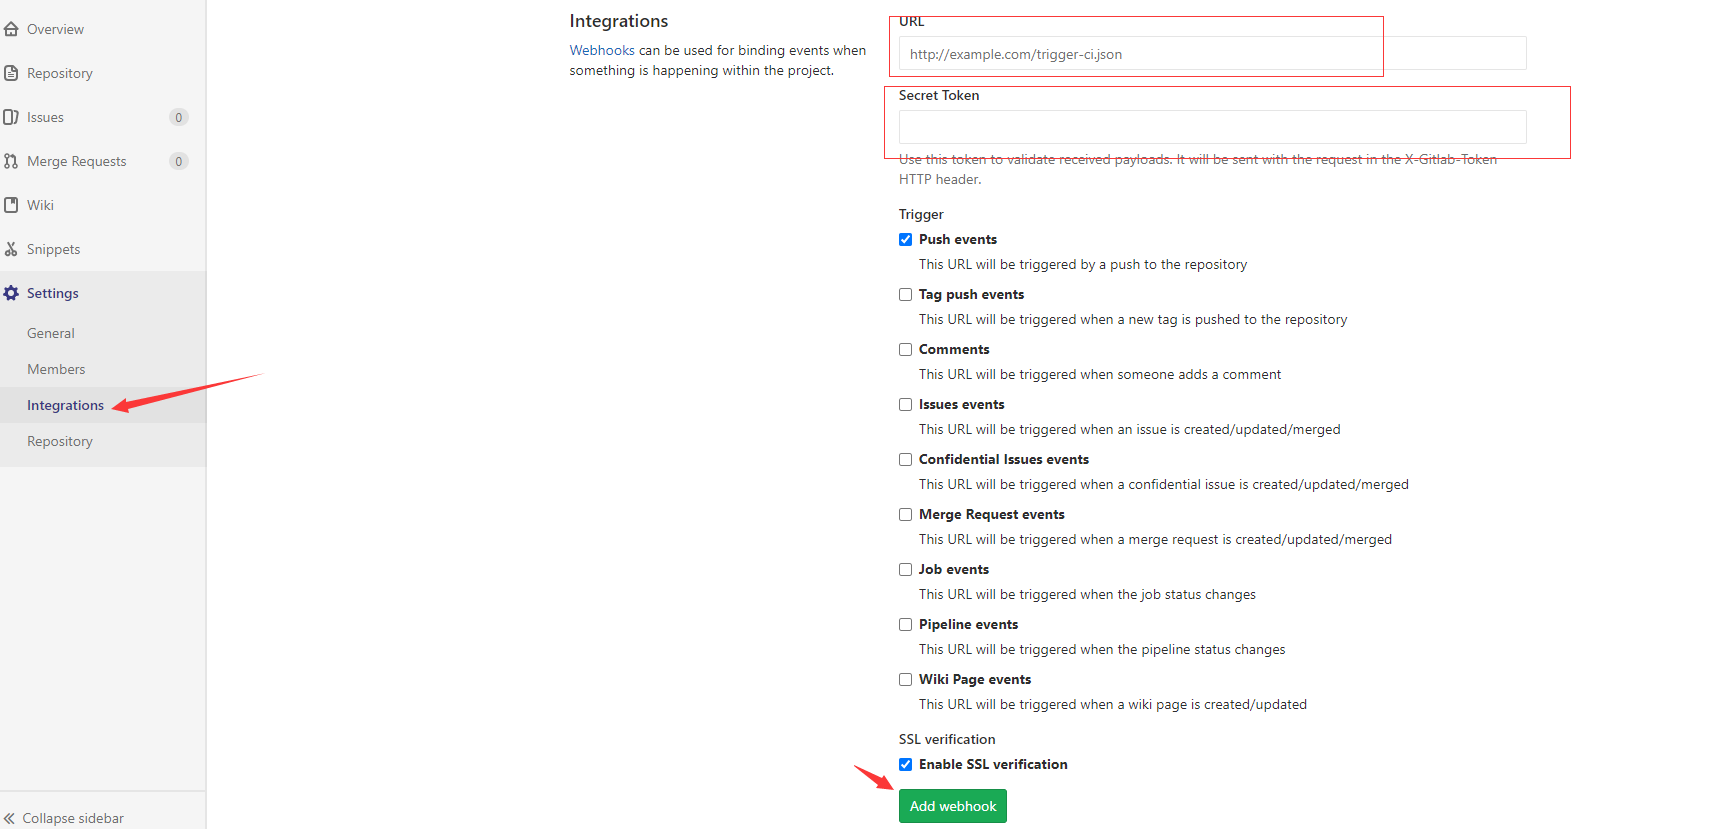 Overview
Repository
Issues
0
Merge Requests
0
Wiki
Snippets
Settings
General
Members
Integrations
Repository
Collapse sidebar
Integrations
Webhooks can be used for binding events when
something is happening within the project.
URL
http://example.com/trigger-ci.json
Secret Token
Use this token to validate received payloads. It will be sent with the request in the X-Gitlab-Token
HTTP header.
Trigger
Push events
This URL will be triggered by a push to the repository
Tag push events
This URL will be triggered when a new tag is pushed to the repository
Comments
This URL will be triggered when someone adds a comment
Issues events
This URL will be triggered when an issue is created/updated/merged
Confidential Issues events
This URL will be triggered when a confidential issue is created/updated/merged
Merge Request events
This URL will be triggered when a merge request is created/updated/merged
Job events
This URL will be triggered when the job status changes
Pipeline events
This URL will be triggered when the pipeline status changes
Wiki Page events
This URL will be triggered when a wiki page is created/updated
SSL verification
Enable SSL verification
Add webhook